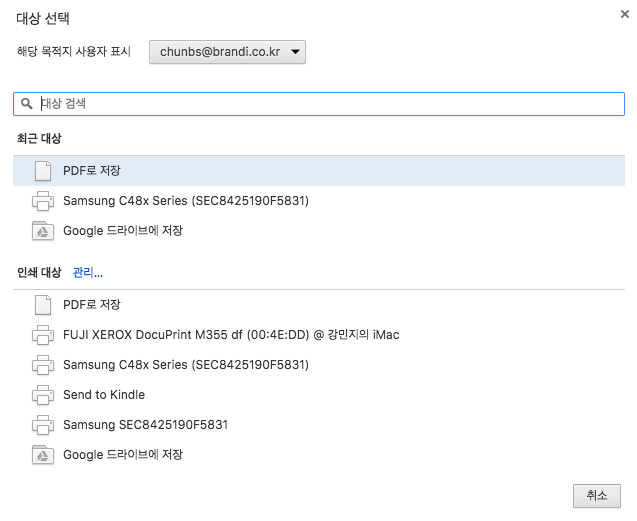 대상 선택
해당 목적지 사용자 표시 chunbs@brandi.co.kr
대상 검색
최근 대상
PDF로 저장
Samsung C48x Series (SEC8425190F5831)
Google 드라이브에 저장
인쇄 대상 관리...
PDF로 저장
FUJI XEROX DocuPrint M355 df (00:4E:DD) @ 강민지의 iMac
Samsung C48x Series (SEC8425190F5831)
Send to Kindle
Samsung SEC8425190F5831
Google 드라이브에 저장
취소